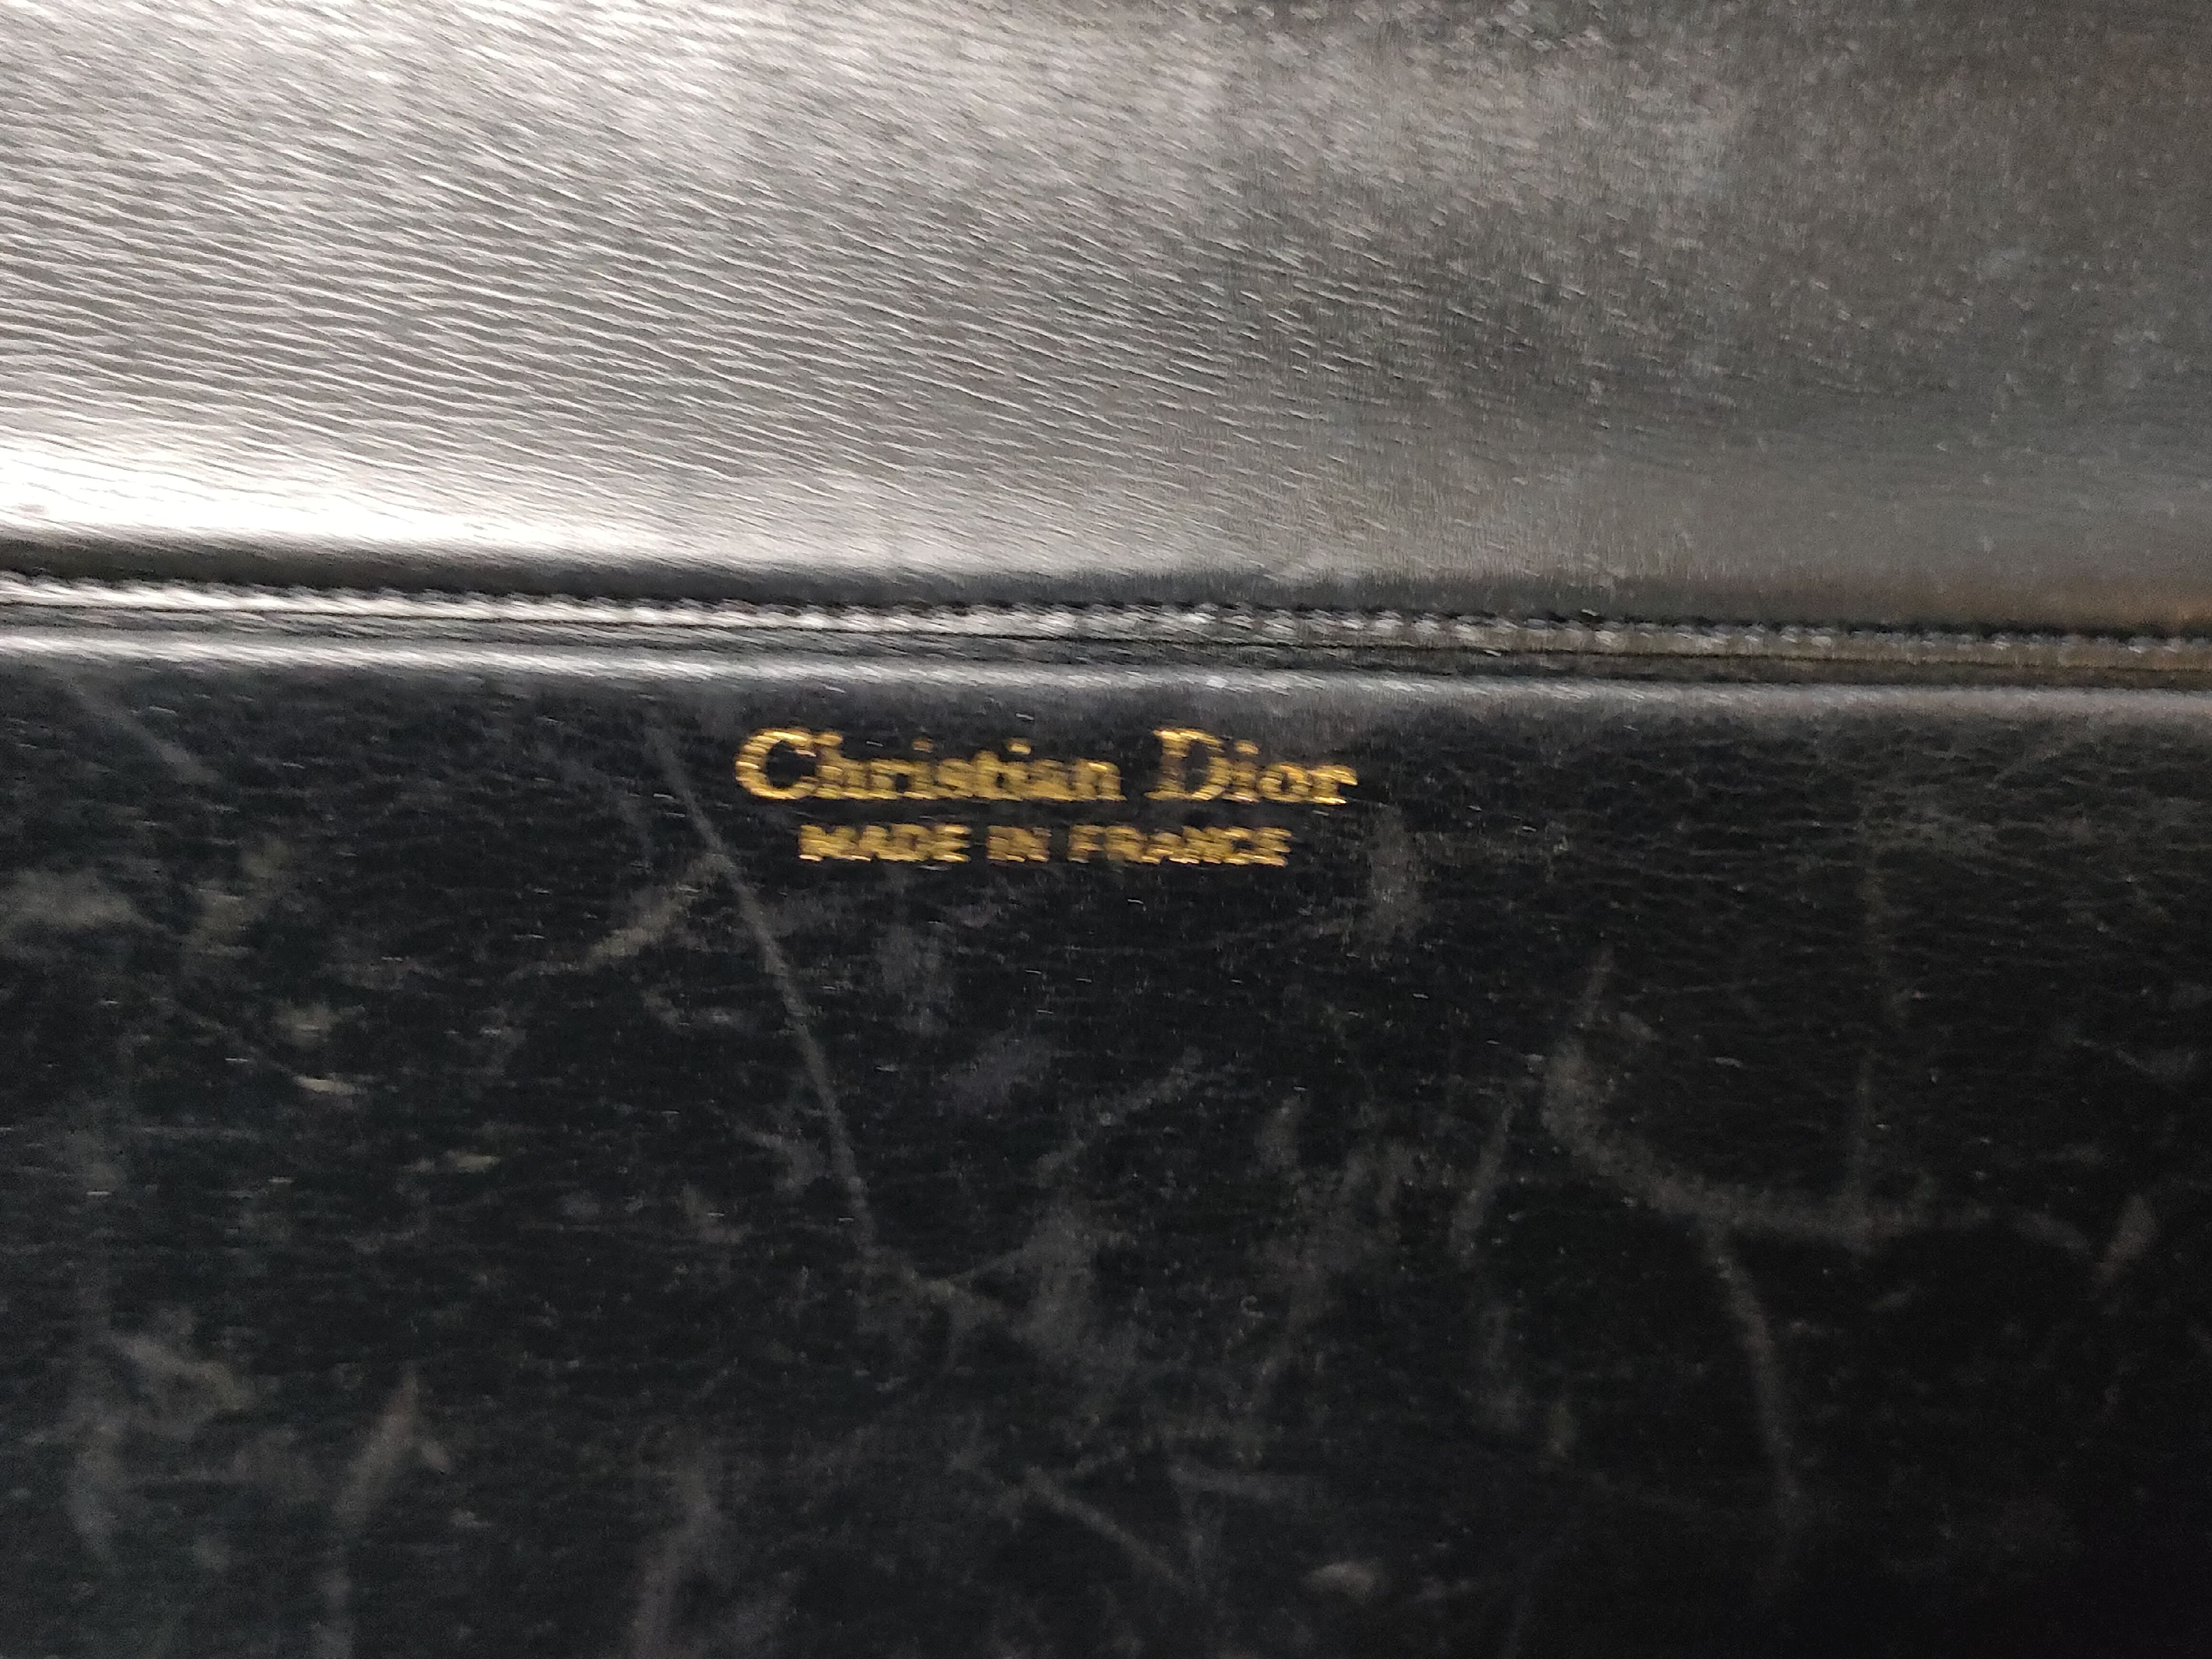 Christian Dior
MADE IN FRANCE